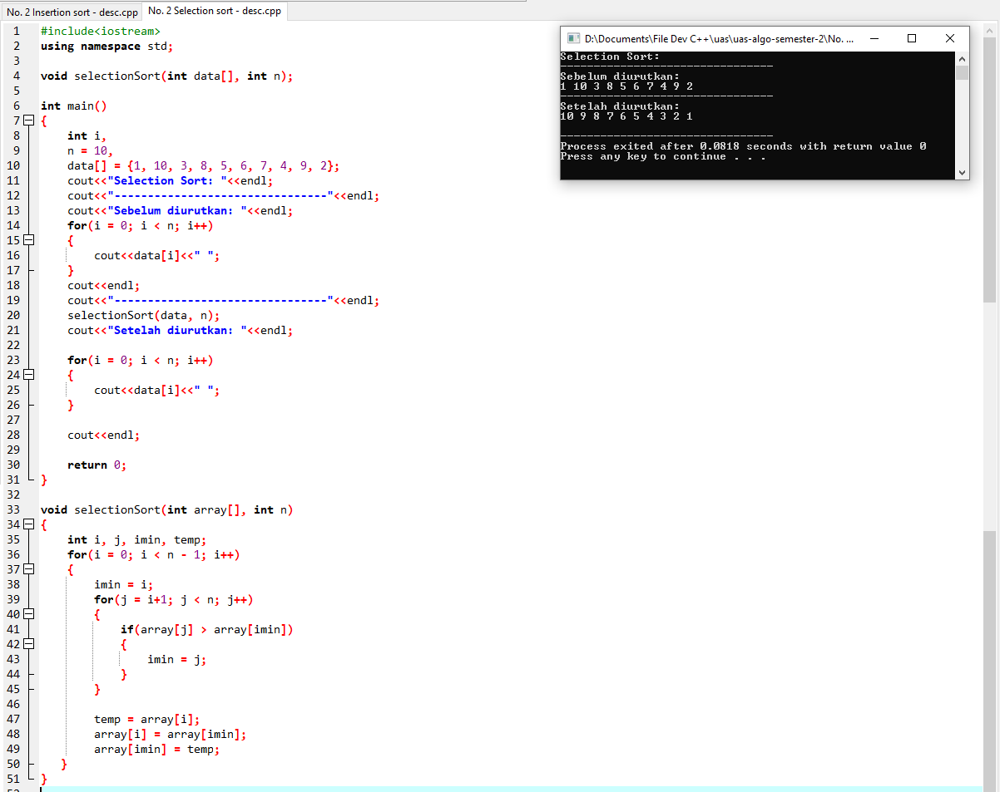 No. 2 Insertion sort - desc.cpp
No. 2 Selection sort - desc.cpp
1 #include<iostream>
2 using namespace std;
3
4 void selectionSort(int data[], int n);
5
6 int main()
7 {
8 int i,
9 n = 10,
10 data[] = {1, 10, 3, 8, 5, 6, 7, 4, 9, 2};
11 cout<<"Selection Sort: "<<endl;
12 cout<<"--------------------------------"<<endl;
13 cout<<"Sebelum diurutkan: "<<endl;
14 for(i = 0; i < n; i++)
15 {
16 cout<<data[i]<<" ";
17 }
18 cout<<endl;
19 cout<<"--------------------------------"<<endl;
20 selectionSort(data, n);
21 cout<<"Setelah diurutkan: "<<endl;
22
23 for(i = 0; i < n; i++)
24 {
25 cout<<data[i]<<" ";
26 }
27
28 cout<<endl;
29
30 return 0;
31 }
32
33 void selectionSort(int array[], int n)
34 {
35 int i, j, imin, temp;
36 for(i = 0; i < n - 1; i++)
37 {
38 imin = i;
39 for(j = i+1; j < n; j++)
40 {
41 if(array[j] > array[imin])
42 {
43 imin = j;
44 }
45 }
46
47 temp = array[i];
48 array[i] = array[imin];
49 array[imin] = temp;
50 }
51 }
D:\Documents\File Dev C++\uas\uas-algo-semester-2\No. ...
Selection Sort:
--------------------------------
Sebelum diurutkan:
1 10 3 8 5 6 7 4 9 2
--------------------------------
Setelah diurutkan:
10 9 8 7 6 5 4 3 2 1
--------------------------------
Process exited after 0.0818 seconds with return value 0
Press any key to continue . . .